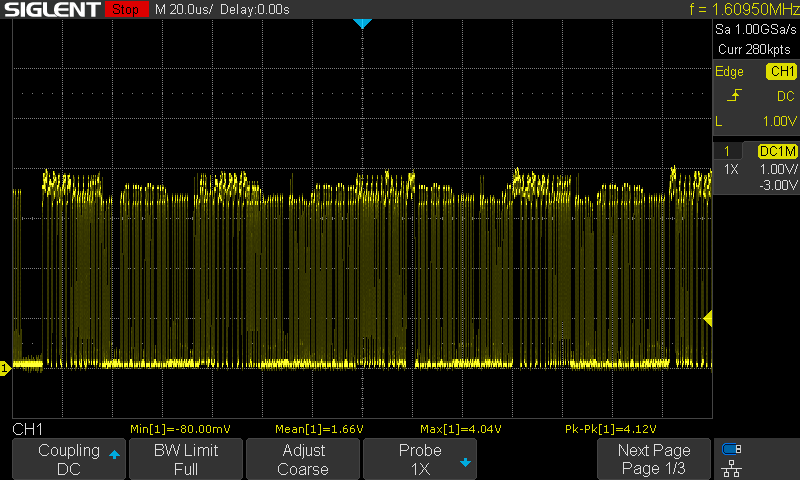 SIGLENT Stop M 20.0us/ Delay:0.00s f = 1.60950MHz
Sa 1.00GSa/s
Curr 280kpts
Edge CH1
DC
L 1.00V
1 DC1M
1X 1.00V/
-3.00V
1
CH1 Min[1]=-80.00mV Mean[1]=1.66V Max[1]=4.04V Pk-Pk[1]=4.12V
Coupling BW Limit Adjust Probe Next Page
DC Full Coarse 1X Page 1/3